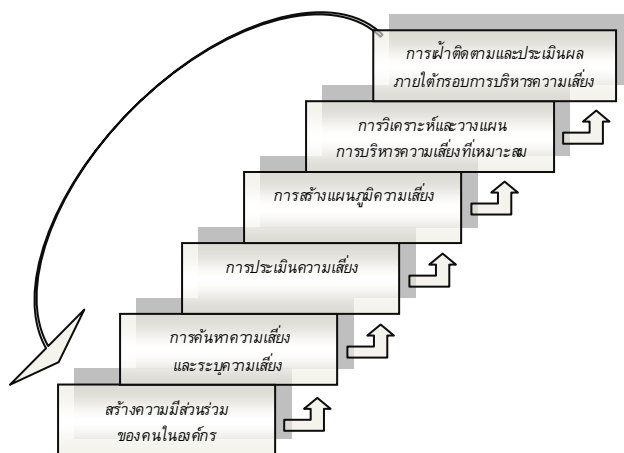 การเฝ้าติดตามและประเมินผล
ภายใต้กรอบการบริหารความเสี่ยง
การวิเคราะห์และวางแผน
การบริหารความเสี่ยงที่เหมาะสม
การสร้างแผนภูมิความเสี่ยง
การประเมินความเสี่ยง
การค้นหาความเสี่ยง
และระบุความเสี่ยง
สร้างความมีส่วนร่วม
ของคนในองค์กร